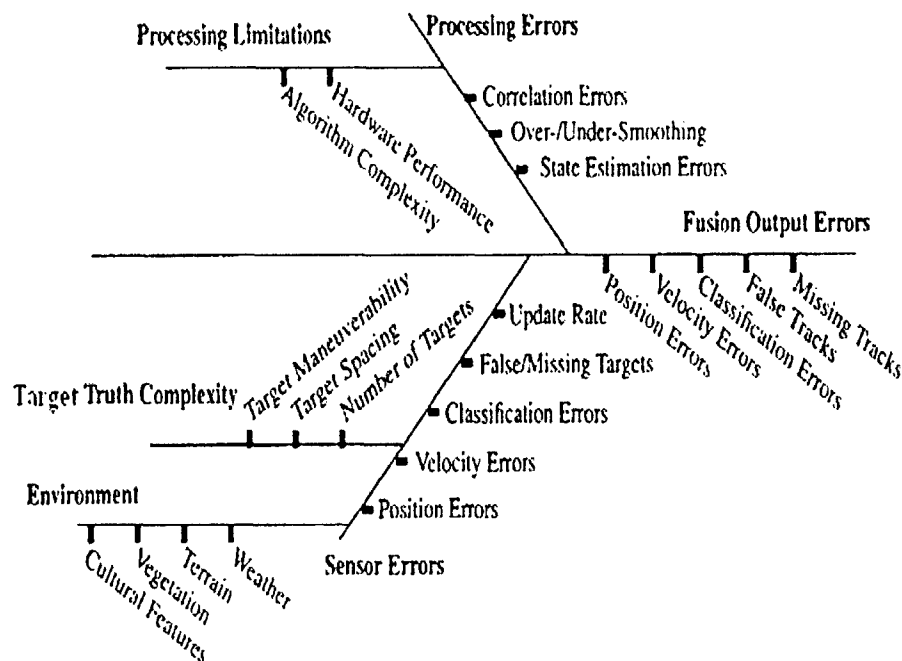 Processing Limitations
Processing Errors
Algorithm Complexity
Hardware Performance
Correlation Errors
Over-/Under-Smoothing
State Estimation Errors
Fusion Output Errors
Position Errors
Velocity Errors
Classification Errors
False Tracks
Missing Tracks
Target Truth Complexity
Target Maneuverability
Target Spacing
Number of Targets
Update Rate
False/Missing Targets
Classification Errors
Velocity Errors
Position Errors
Environment
Cultural Features
Vegetation
Terrain
Weather
Sensor Errors